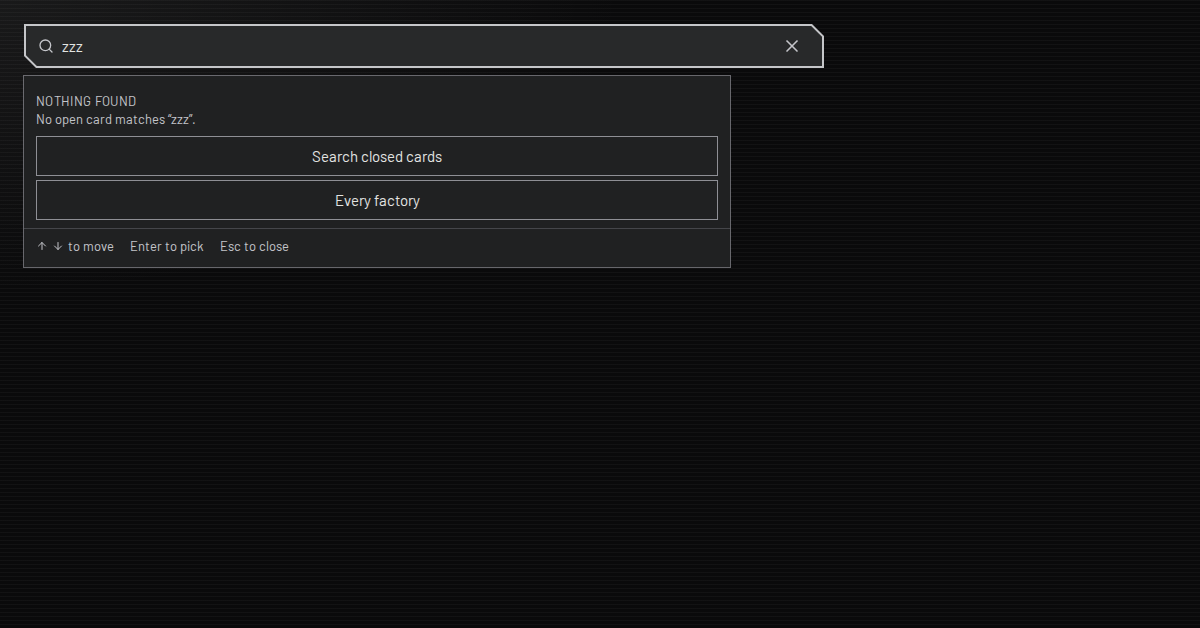 zzz
NOTHING FOUND
No open card matches “zzz”.
Search closed cards
Every factory
↑ ↓ to move Enter to pick Esc to close